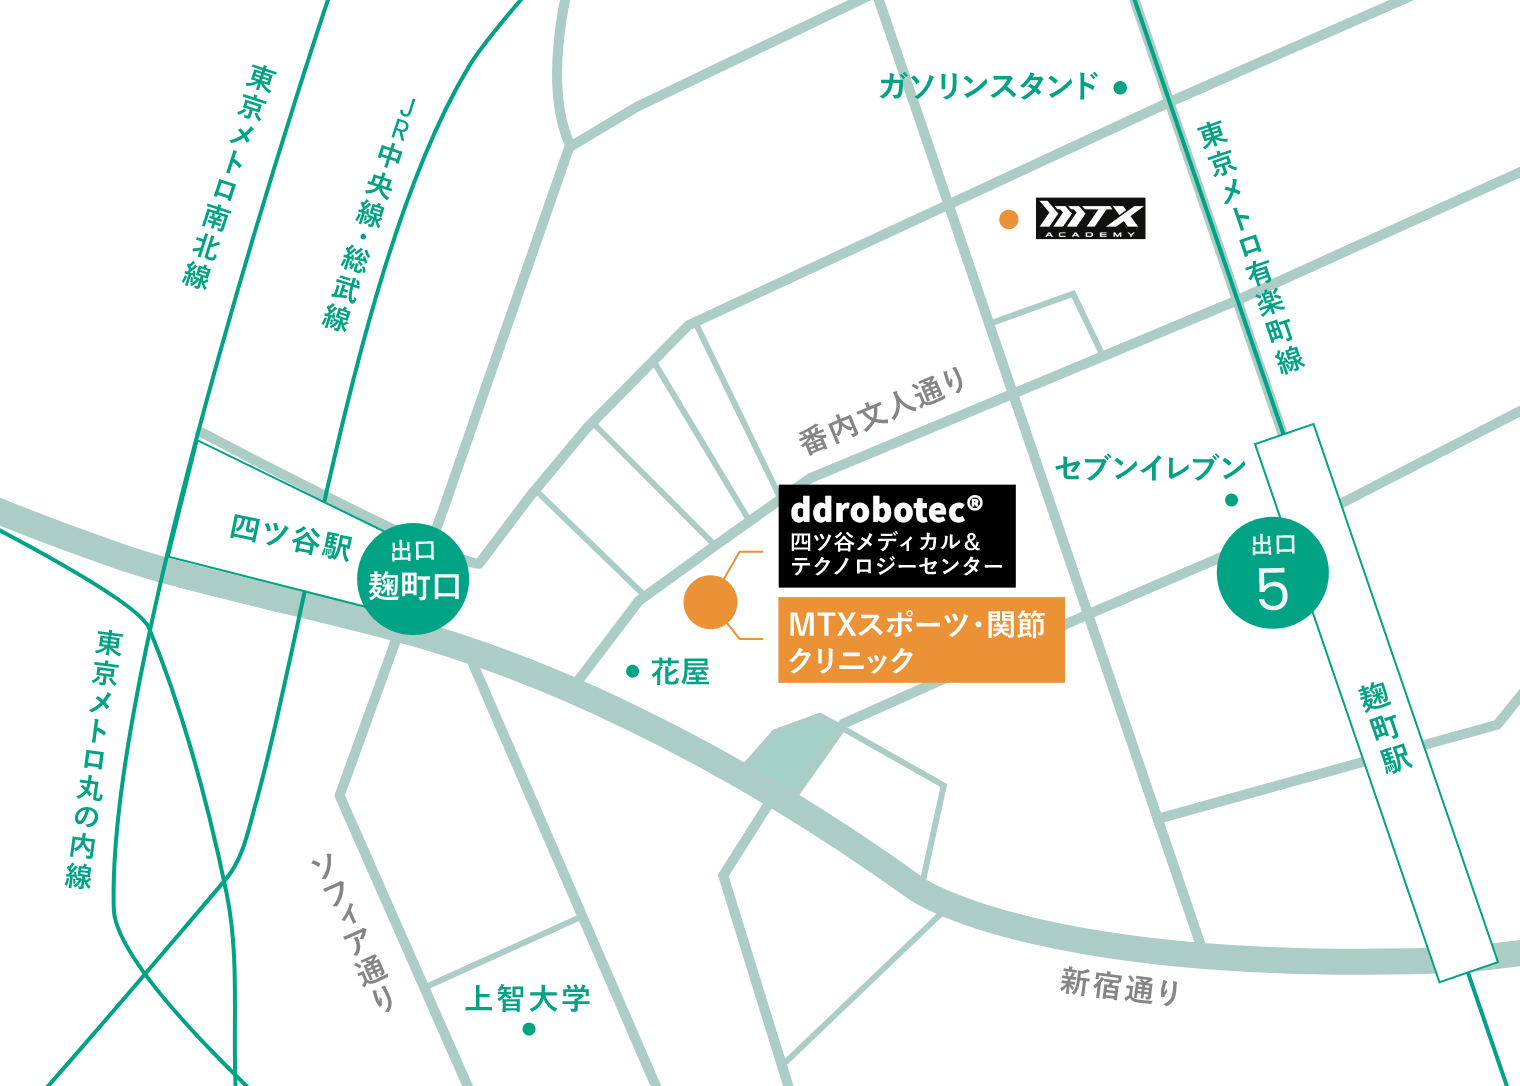 東京メトロ南北線
JR中央線・総武線
ガソリンスタンド
東京メトロ有楽町線
MTX
ACADEMY
番内文人通り
セブンイレブン
四ツ谷駅
出口
麹町口
ddrobotec®
四ツ谷メディカル&
テクノロジーセンター
MTXスポーツ・関節
クリニック
出口
5
花屋
東京メトロ丸の内線
麹町駅
ソフィア通り
上智大学
新宿通り